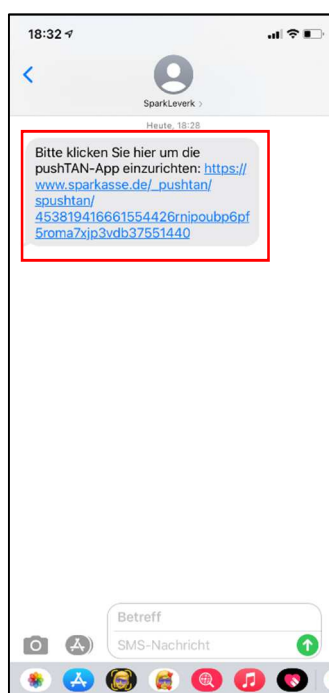 18:32
SparkLeverk >
Heute, 18:28
Bitte klicken Sie hier um die
pushTAN-App einzurichten: https://
www.sparkasse.de/_pushtan/
spushtan/
453819416661554426rnipoubp6pf
5roma7xjp3vdb37551440
Betreff
SMS-Nachricht